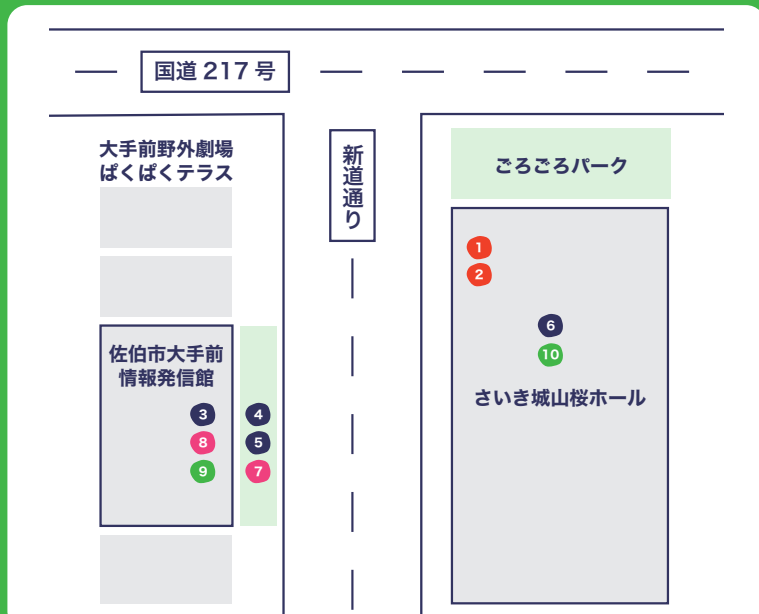 国道 217 号
大手前野外劇場
ぱくぱくテラス
新道通り
ごろごろパーク
1
2
6
10
さいき城山桜ホール
佐伯市大手前
情報発信館
3
4
8
5
9
7